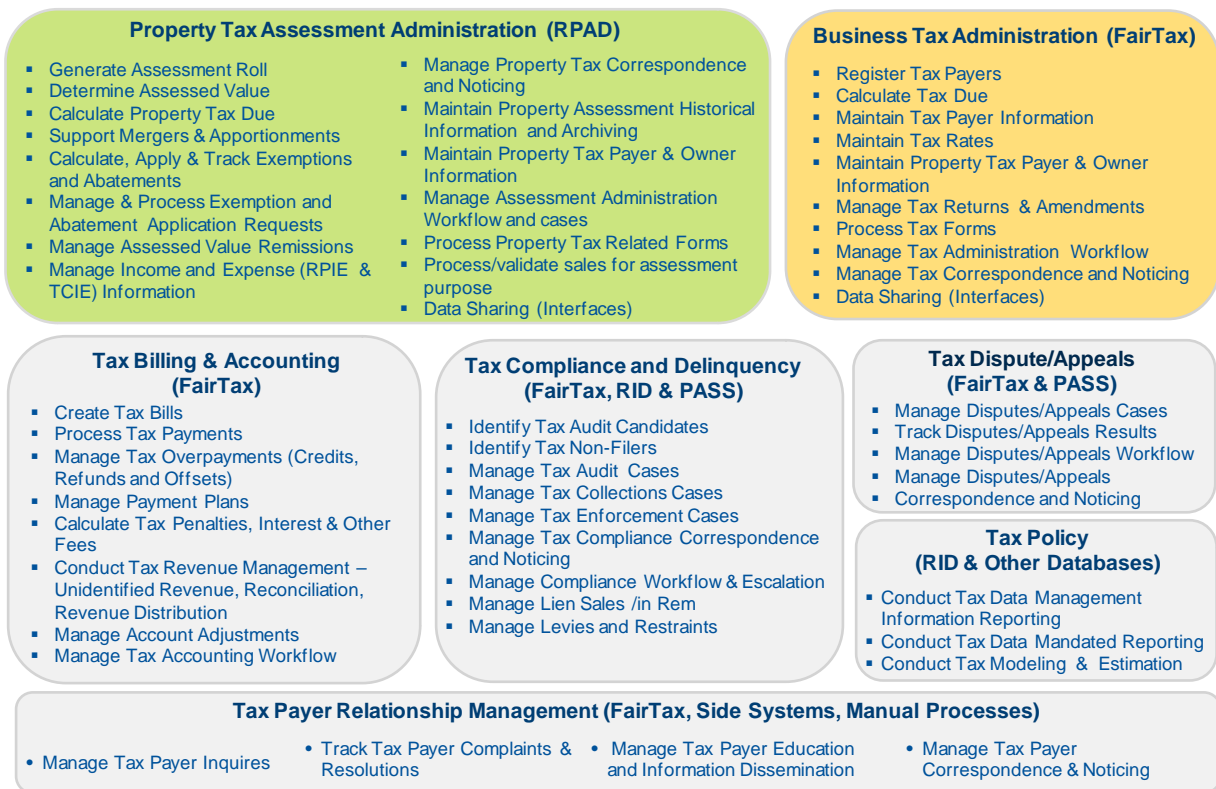 Property Tax Assessment Administration (RPAD)
▪ Generate Assessment Roll
▪ Determine Assessed Value
▪ Calculate Property Tax Due
▪ Support Mergers & Apportionments
▪ Calculate, Apply & Track Exemptions
and Abatements
▪ Manage & Process Exemption and
Abatement Application Requests
▪ Manage Assessed Value Remissions
▪ Manage Income and Expense (RPIE &
TCIE) Information
▪ Manage Property Tax Correspondence
and Noticing
▪ Maintain Property Assessment Historical
Information and Archiving
▪ Maintain Property Tax Payer & Owner
Information
▪ Manage Assessment Administration
Workflow and cases
▪ Process Property Tax Related Forms
▪ Process/validate sales for assessment
purpose
▪ Data Sharing (Interfaces)
Business Tax Administration (FairTax)
▪ Register Tax Payers
▪ Calculate Tax Due
▪ Maintain Tax Payer Information
▪ Maintain Tax Rates
▪ Maintain Property Tax Payer & Owner
Information
▪ Manage Tax Returns & Amendments
▪ Process Tax Forms
▪ Manage Tax Administration Workflow
▪ Manage Tax Correspondence and Noticing
▪ Data Sharing (Interfaces)
Tax Billing & Accounting
(FairTax)
▪ Create Tax Bills
▪ Process Tax Payments
▪ Manage Tax Overpayments (Credits,
Refunds and Offsets)
▪ Manage Payment Plans
▪ Calculate Tax Penalties, Interest & Other
Fees
▪ Conduct Tax Revenue Management –
Unidentified Revenue, Reconciliation,
Revenue Distribution
▪ Manage Account Adjustments
▪ Manage Tax Accounting Workflow
Tax Compliance and Delinquency
(FairTax, RID & PASS)
▪ Identify Tax Audit Candidates
▪ Identify Tax Non-Filers
▪ Manage Tax Audit Cases
▪ Manage Tax Collections Cases
▪ Manage Tax Enforcement Cases
▪ Manage Tax Compliance Correspondence
and Noticing
▪ Manage Compliance Workflow & Escalation
▪ Manage Lien Sales /in Rem
▪ Manage Levies and Restraints
Tax Dispute/Appeals
(FairTax & PASS)
▪ Manage Disputes/Appeals Cases
▪ Track Disputes/Appeals Results
▪ Manage Disputes/Appeals Workflow
▪ Manage Disputes/Appeals
▪ Correspondence and Noticing
Tax Policy
(RID & Other Databases)
▪ Conduct Tax Data Management
Information Reporting
▪ Conduct Tax Data Mandated Reporting
▪ Conduct Tax Modeling & Estimation
Tax Payer Relationship Management (FairTax, Side Systems, Manual Processes)
• Manage Tax Payer Inquires
• Track Tax Payer Complaints &
Resolutions
• Manage Tax Payer Education
and Information Dissemination
• Manage Tax Payer
Correspondence & Noticing